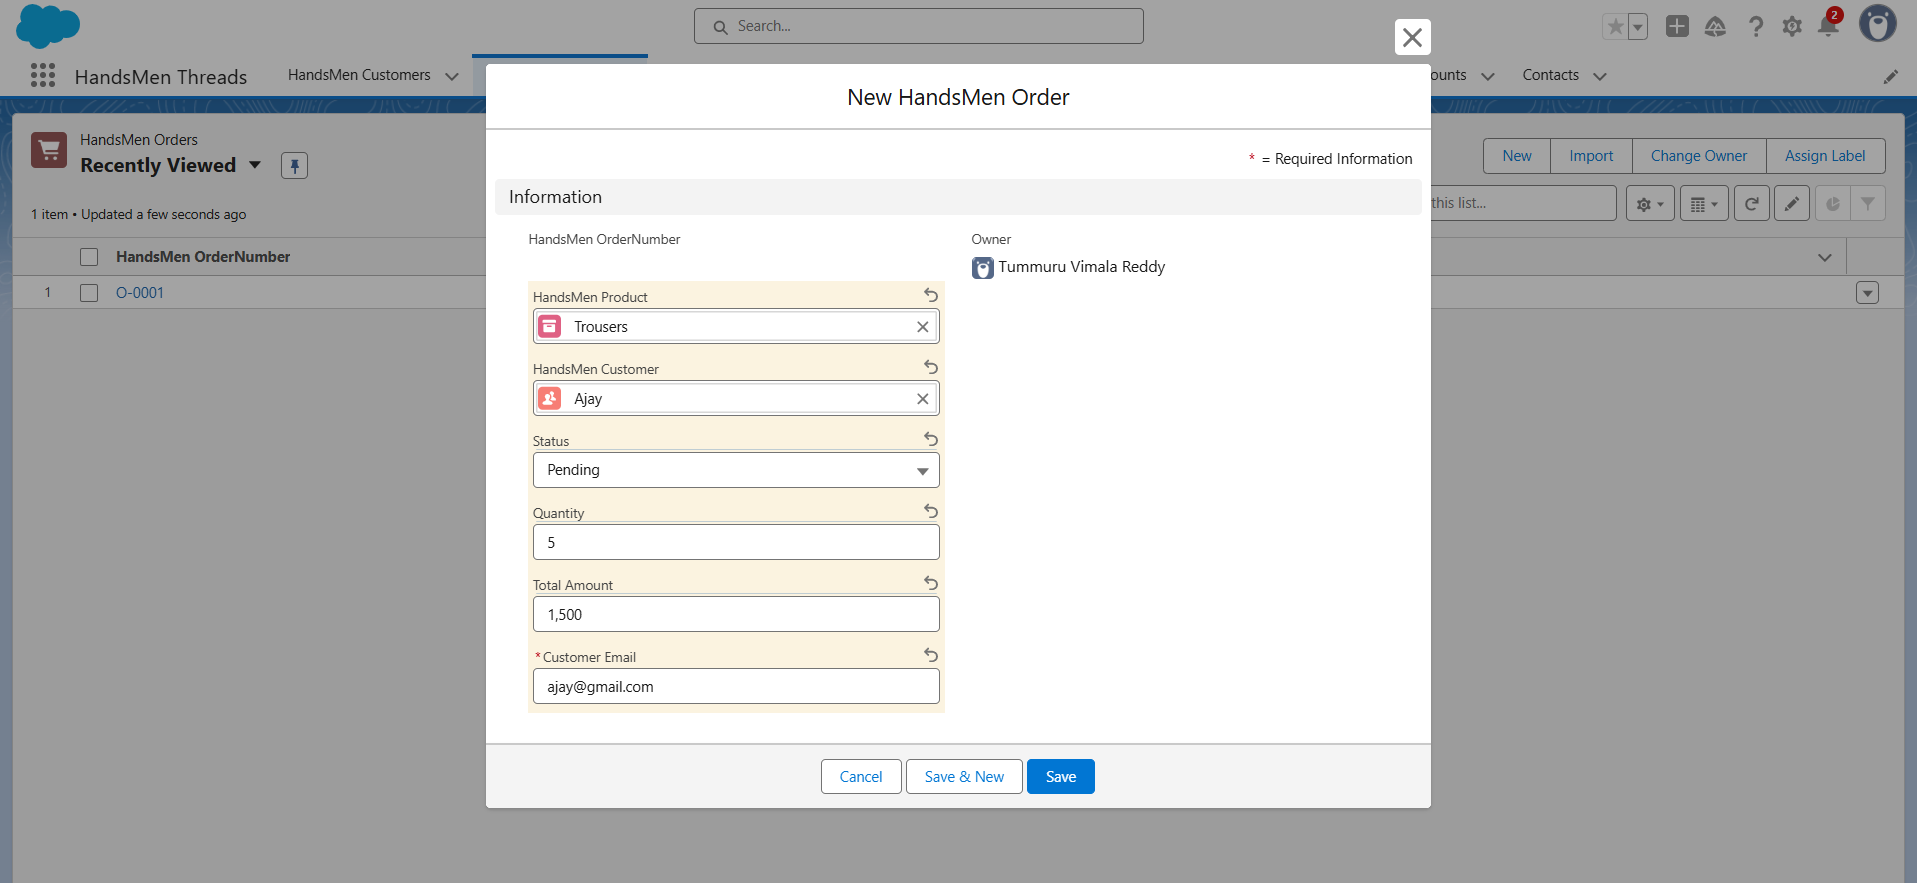 Search...
2
HandsMen Threads
HandsMen Customers
ounts
Contacts
New HandsMen Order
HandsMen Orders
Recently Viewed
New
Import
Change Owner
Assign Label
* = Required Information
1 item • Updated a few seconds ago
this list...
Information
HandsMen OrderNumber
HandsMen OrderNumber
Owner
Tummuru Vimala Reddy
1
O-0001
HandsMen Product
Trousers
HandsMen Customer
Ajay
Status
Pending
Quantity
5
Total Amount
1,500
* Customer Email
ajay@gmail.com
Cancel
Save & New
Save